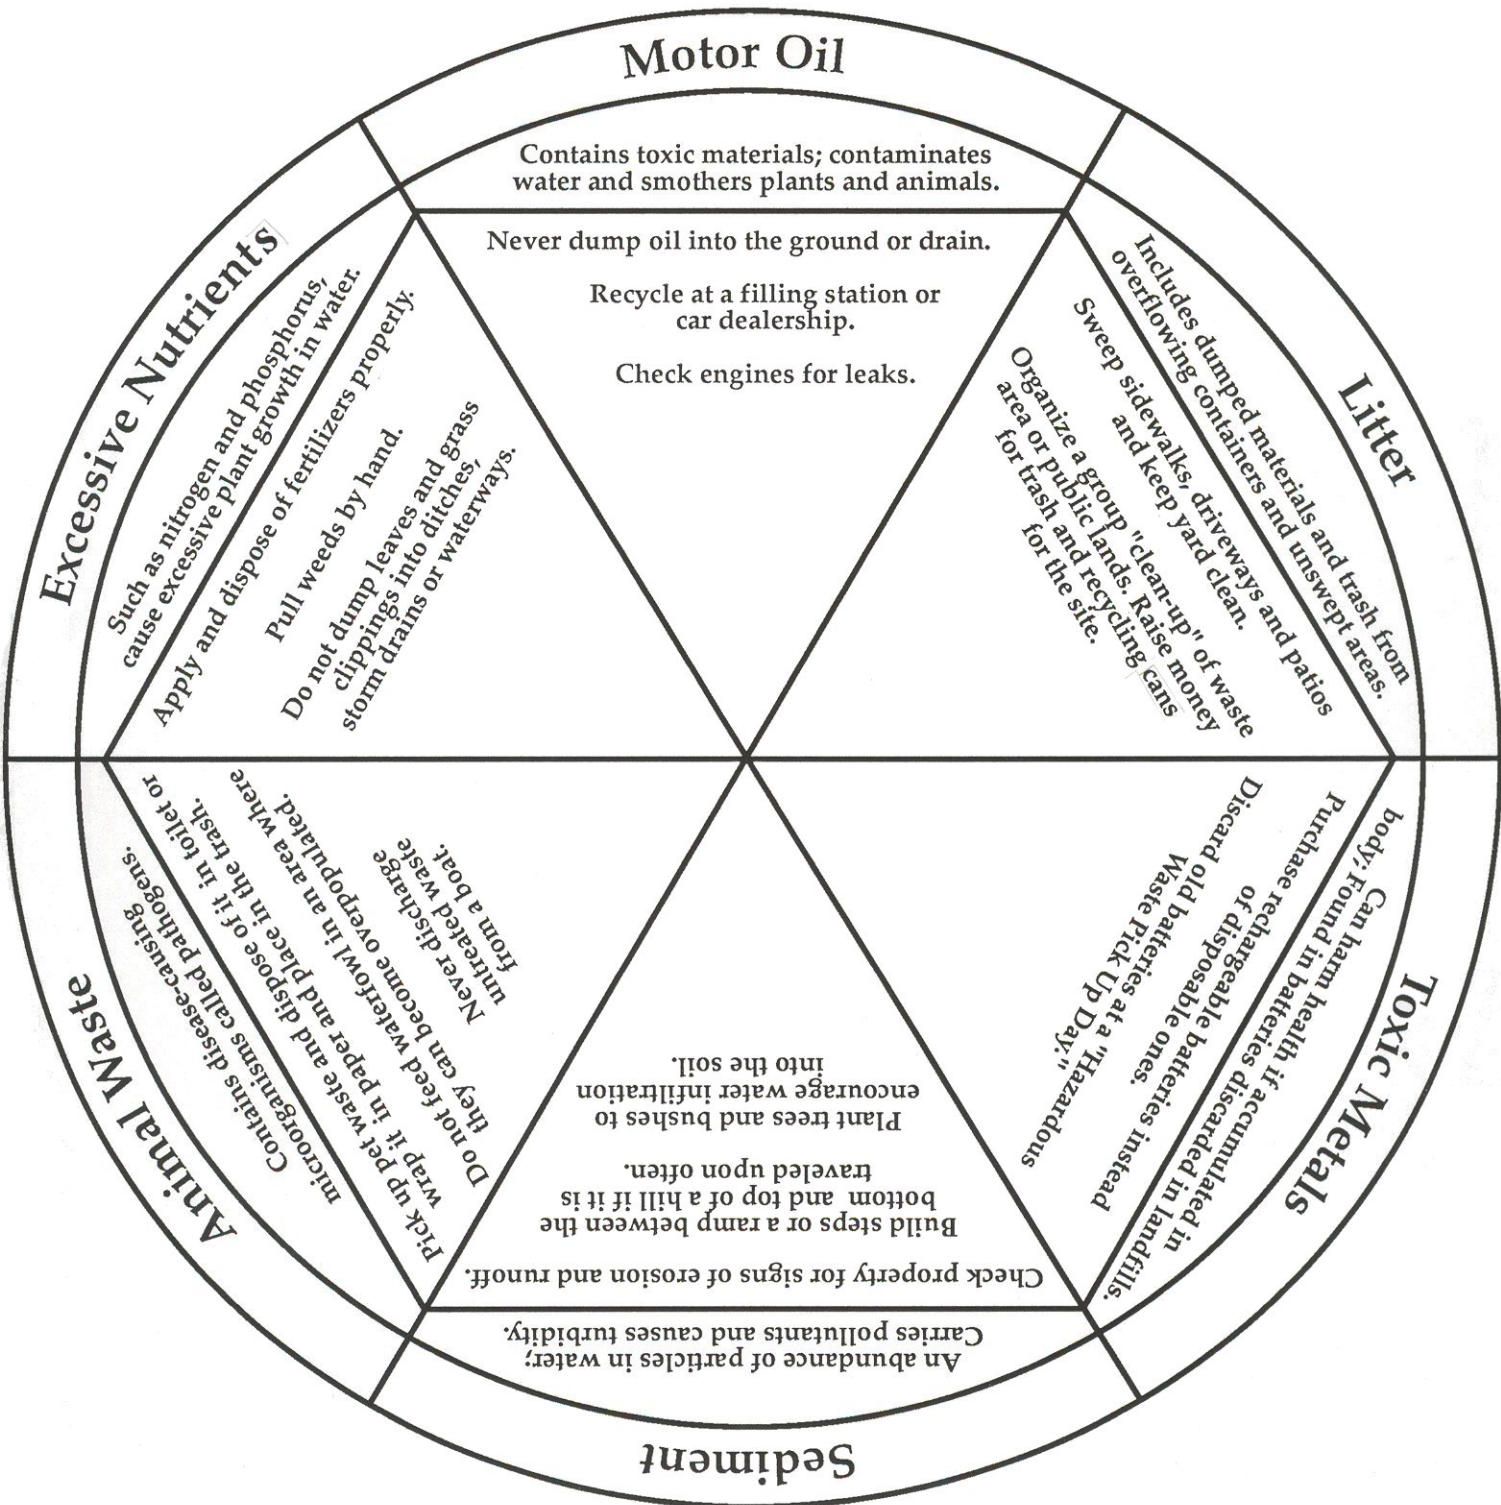 Motor Oil
Contains toxic materials; contaminates
water and smothers plants and animals.
Never dump oil into the ground or drain.
Recycle at a filling station or
car dealership.
Check engines for leaks.
Litter
Includes dumped materials and trash from
overflowing containers and unswept areas.
Sweep sidewalks, driveways and patios
and keep yard clean.
Organize a group "clean-up" of waste
area or public lands. Raise money
for trash and recycling cans
for the site.
Toxic Metals
Can harm health if accumulated in
body; Found in batteries discarded in landfills.
Purchase rechargeable batteries instead
of disposable ones.
Discard old batteries at a "Hazardous
Waste Pick Up Day."
Sediment
An abundance of particles in water;
Carries pollutants and causes turbidity.
Check property for signs of erosion and runoff.
Build steps or a ramp between the
bottom and top of a hill if it is
traveled upon often.
Plant trees and bushes to
encourage water infiltration
into the soil.
Animal Waste
Contains disease-causing
microorganisms called pathogens.
Pick up pet waste and dispose of it in toilet or
wrap it in paper and place in the trash.
Do not feed waterfowl in an area where
they can become overpopulated.
Never discharge
untreated waste
from a boat.
Excessive Nutrients
Such as nitrogen and phosphorus,
cause excessive plant growth in water.
Apply and dispose of fertilizers properly.
Pull weeds by hand.
Do not dump leaves and grass
clippings into ditches,
storm drains or waterways.